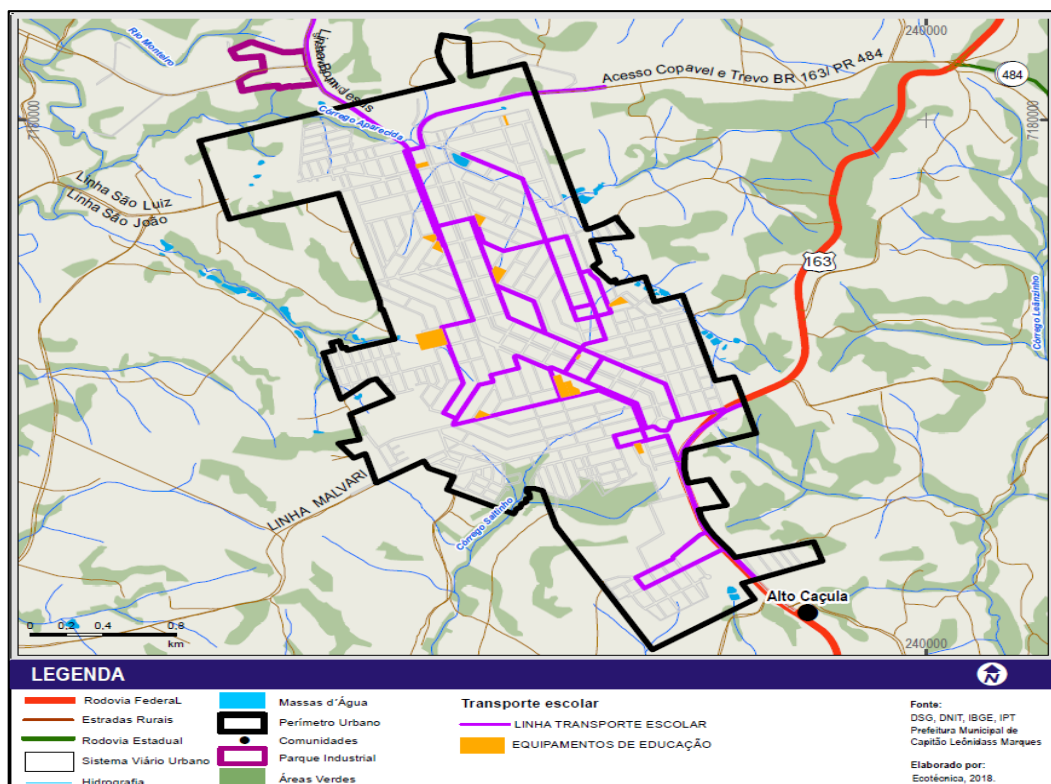 240000
Rio Monteiro
Linha Bom Jesus
Acesso Copavel e Trevo BR 163/ PR 484
484
7180000
7180000
Córrego Aparecida
Linha São Luiz
Linha São João
163
Córrego Leãnzinho
LINHA MALVARI
Córrego Saltinho
Alto Caçula
0 0.2 0.4 0.8
km
240000
LEGENDA
N
Rodovia FederaL
Estradas Rurais
Rodovia Estadual
Sistema Viário Urbano
Hidrografia
Massas d'Água
Perímetro Urbano
Comunidades
Parque Industrial
Áreas Verdes
Transporte escolar
LINHA TRANSPORTE ESCOLAR
EQUIPAMENTOS DE EDUCAÇÃO
Fonte:
DSG, DNIT, IBGE, IPT
Prefeitura Municipal de
Capitão Leônidass Marques
Elaborado por:
Ecotécnica, 2018.